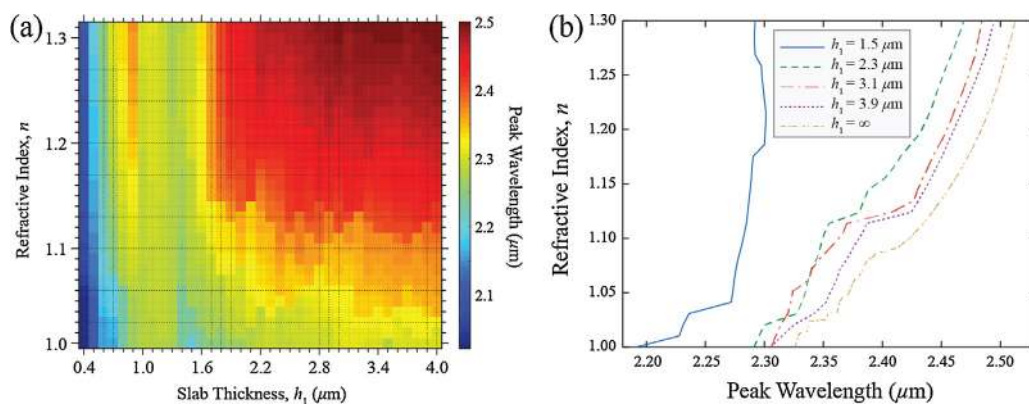 (a)
Refractive Index, n
1.3
1.2
1.1
1.0
0.4 1.0 1.6 2.2 2.8 3.4 4.0
Slab Thickness, h₁ (μm)
2.5
2.4
2.3
2.2
2.1
Peak Wavelength (μm)
(b)
Refractive Index, n
1.30
1.25
1.20
1.15
1.10
1.05
1.00
h₁ = 1.5 μm
h₁ = 2.3 μm
h₁ = 3.1 μm
h₁ = 3.9 μm
h₁ = ∞
2.20 2.25 2.30 2.35 2.40 2.45 2.50
Peak Wavelength (μm)